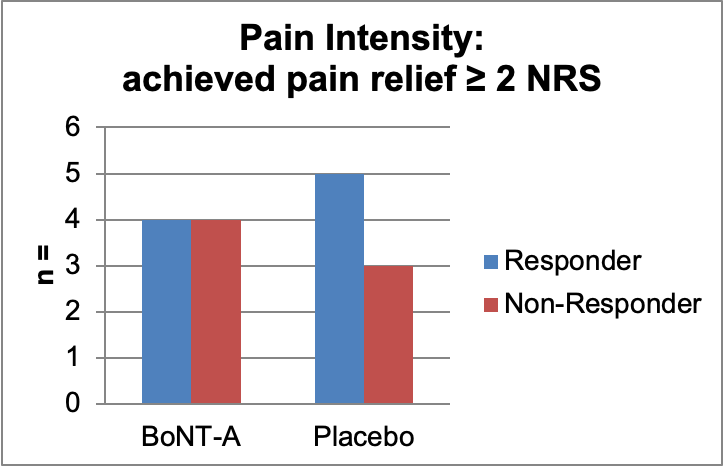 Pain Intensity:
achieved pain relief ≥ 2 NRS
6
5
4
3
2
1
0
n =
BoNT-A
Placebo
Responder
Non-Responder